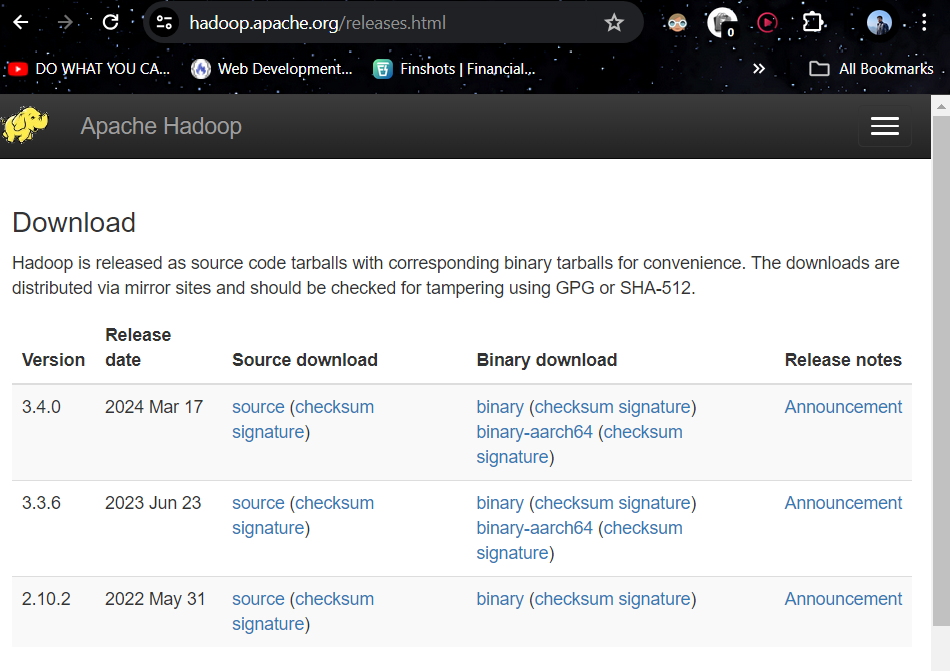 hadoop.apache.org/releases.html
0
DO WHAT YOU CA...
Web Development...
Finshots | Financial...
All Bookmarks
Apache Hadoop
Download
Hadoop is released as source code tarballs with corresponding binary tarballs for convenience. The downloads are
distributed via mirror sites and should be checked for tampering using GPG or SHA-512.
Version Release date Source download Binary download Release notes
3.4.0 2024 Mar 17 source (checksum binary (checksum signature) Announcement
signature) binary-aarch64 (checksum
signature)
3.3.6 2023 Jun 23 source (checksum binary (checksum signature) Announcement
signature) binary-aarch64 (checksum
signature)
2.10.2 2022 May 31 source (checksum binary (checksum signature) Announcement
signature)